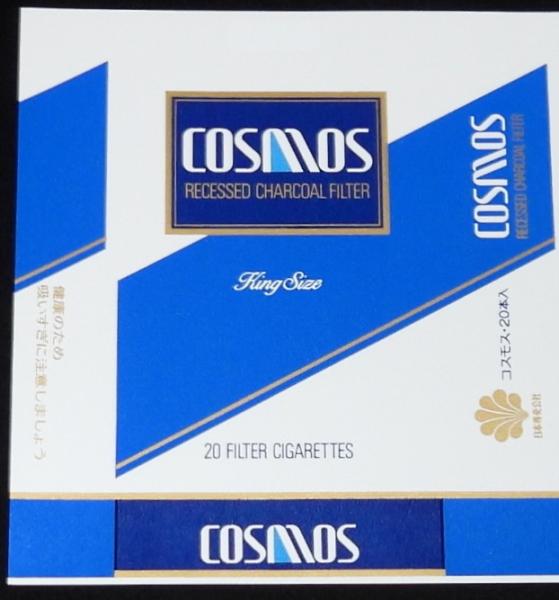 COSMOS
RECESSED CHARCOAL FILTER
King Size
20 FILTER CIGARETTES
COSMOS
健康のため
吸いすぎに注意しましょう
COSMOS
RECESSED CHARCOAL FILTER
コスモス・20本入
日本専売公社